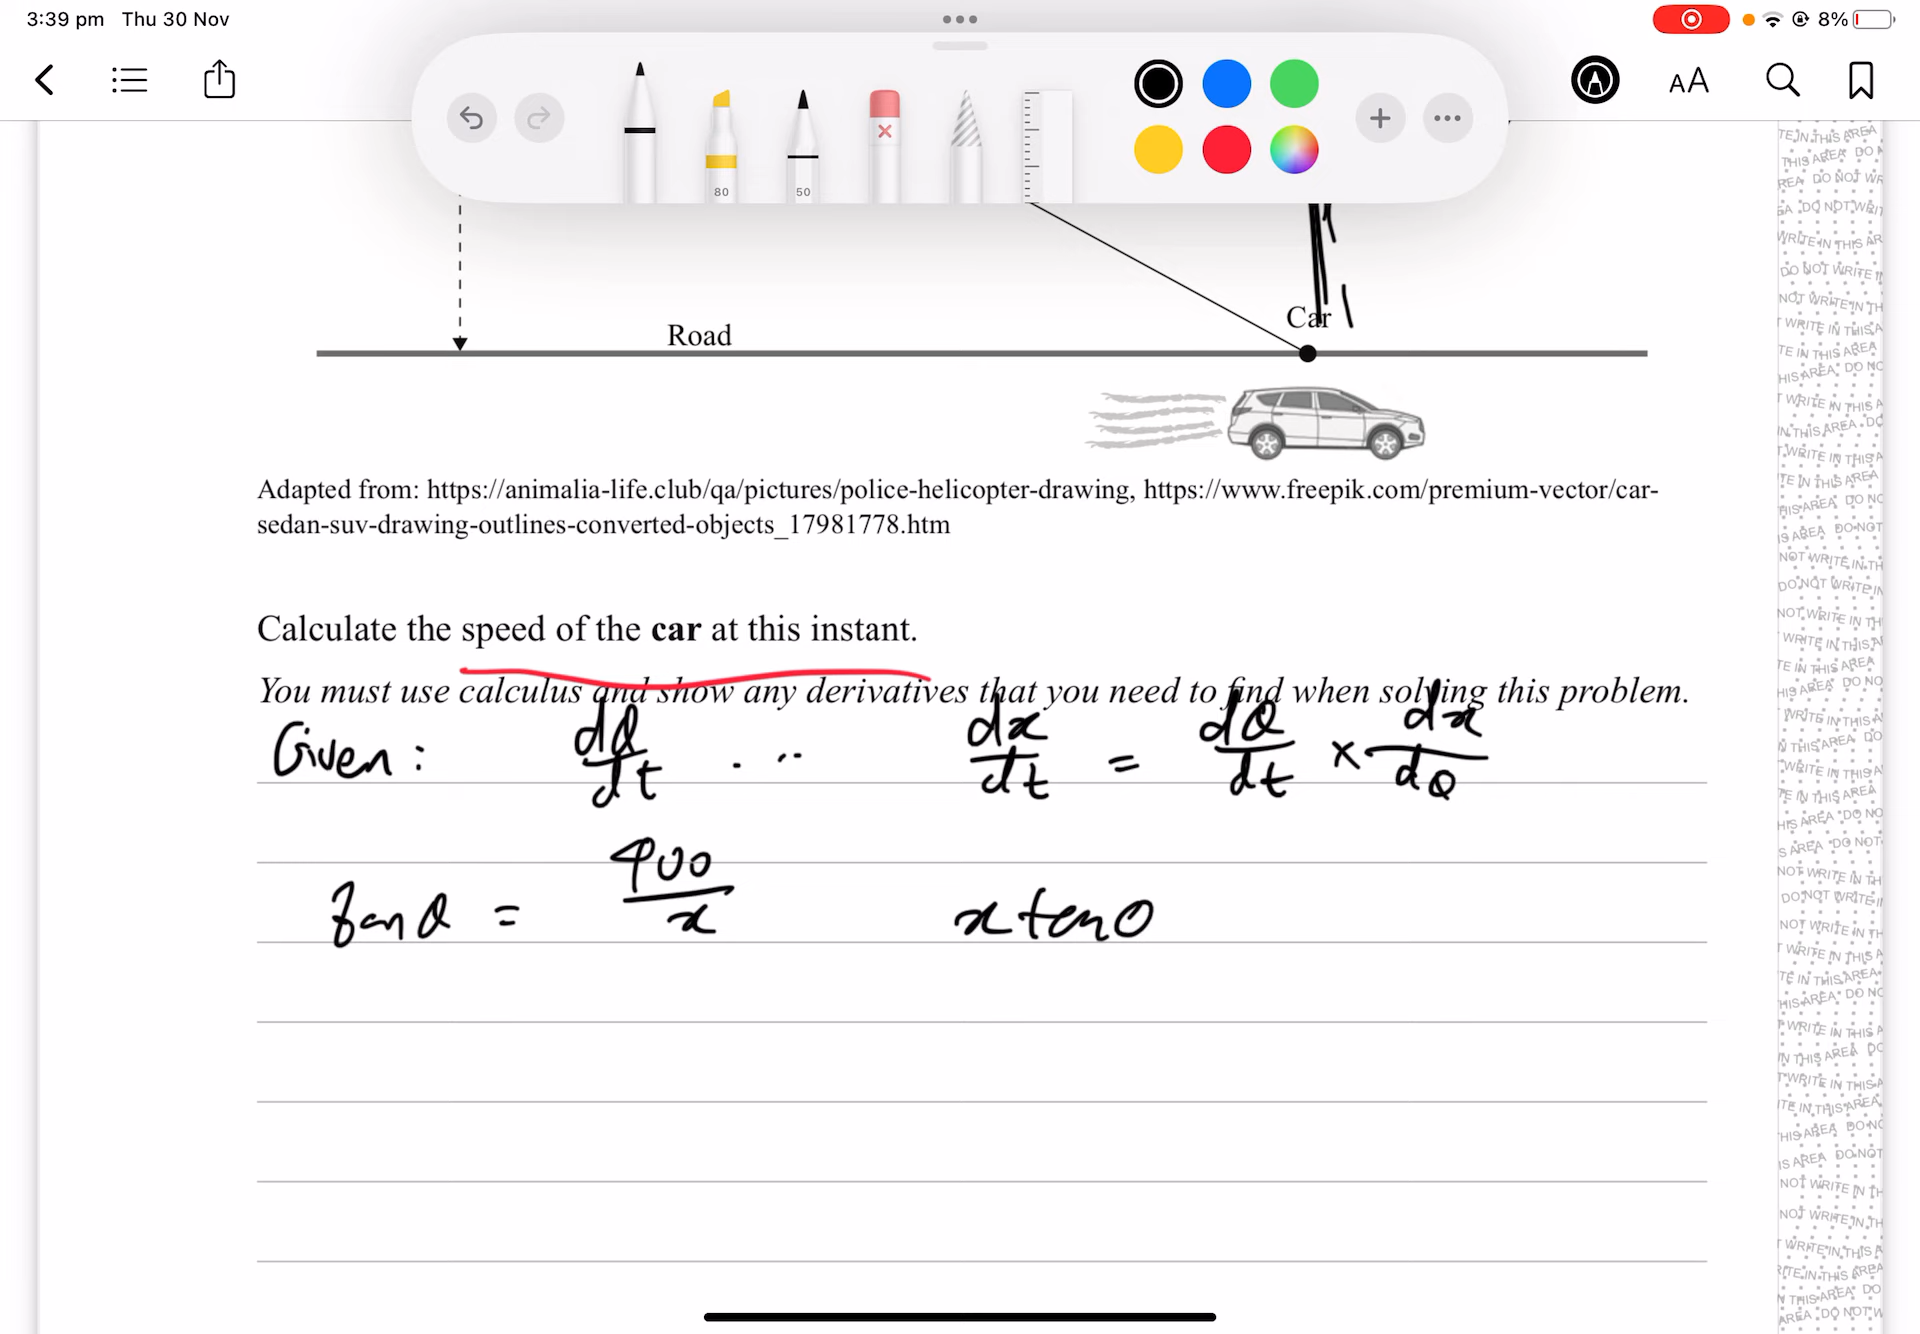 3:39 pm Thu 30 Nov
8%
AA
80
50
Road
Car
Adapted from: https://animalia-life.club/qa/pictures/police-helicopter-drawing, https://www.freepik.com/premium-vector/car-
sedan-suv-drawing-outlines-converted-objects_17981778.htm
Calculate the speed of the car at this instant.
You must use calculus and show any derivatives that you need to find when solving this problem.
Given: dθ/dt ... dx/dt = dθ/dt × dx/dθ
tanθ = 400/x x tanθ